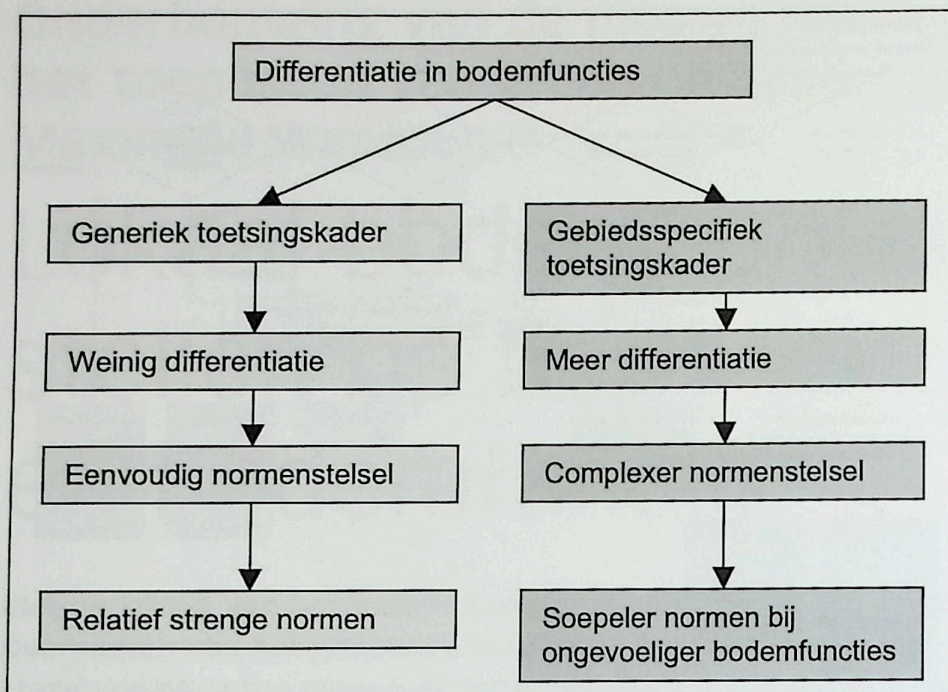 Differentiatie in bodemfuncties
Generiek toetsingskader
Gebiedsspecifiek
toetsingskader
Weinig differentiatie
Meer differentiatie
Eenvoudig normenstelsel
Complexer normenstelsel
Relatief strenge normen
Soepeler normen bij
ongevoeliger bodemfuncties